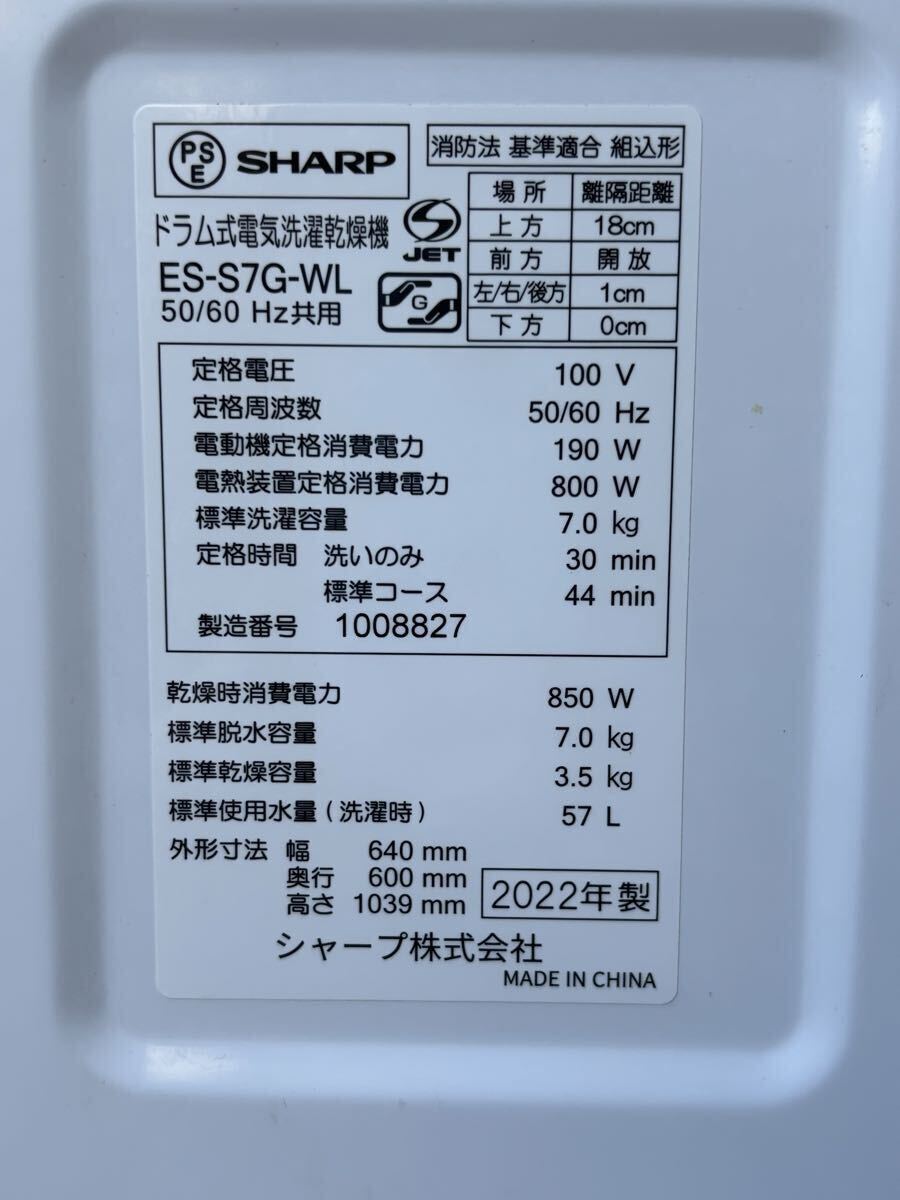 PSE SHARP
ドラム式電気洗濯乾燥機
ES-S7G-WL
50/60 Hz共用
S JET
G
消防法 基準適合 組込形
場所 離隔距離
上方 18cm
前方 開放
左/右/後方 1cm
下方 0cm
定格電圧 100 V
定格周波数 50/60 Hz
電動機定格消費電力 190 W
電熱装置定格消費電力 800 W
標準洗濯容量 7.0 kg
定格時間 洗いのみ 30 min
標準コース 44 min
製造番号 1008827
乾燥時消費電力 850 W
標準脱水容量 7.0 kg
標準乾燥容量 3.5 kg
標準使用水量(洗濯時) 57 L
外形寸法 幅 640 mm
奥行 600 mm
高さ 1039 mm
2022年製
シャープ株式会社
MADE IN CHINA